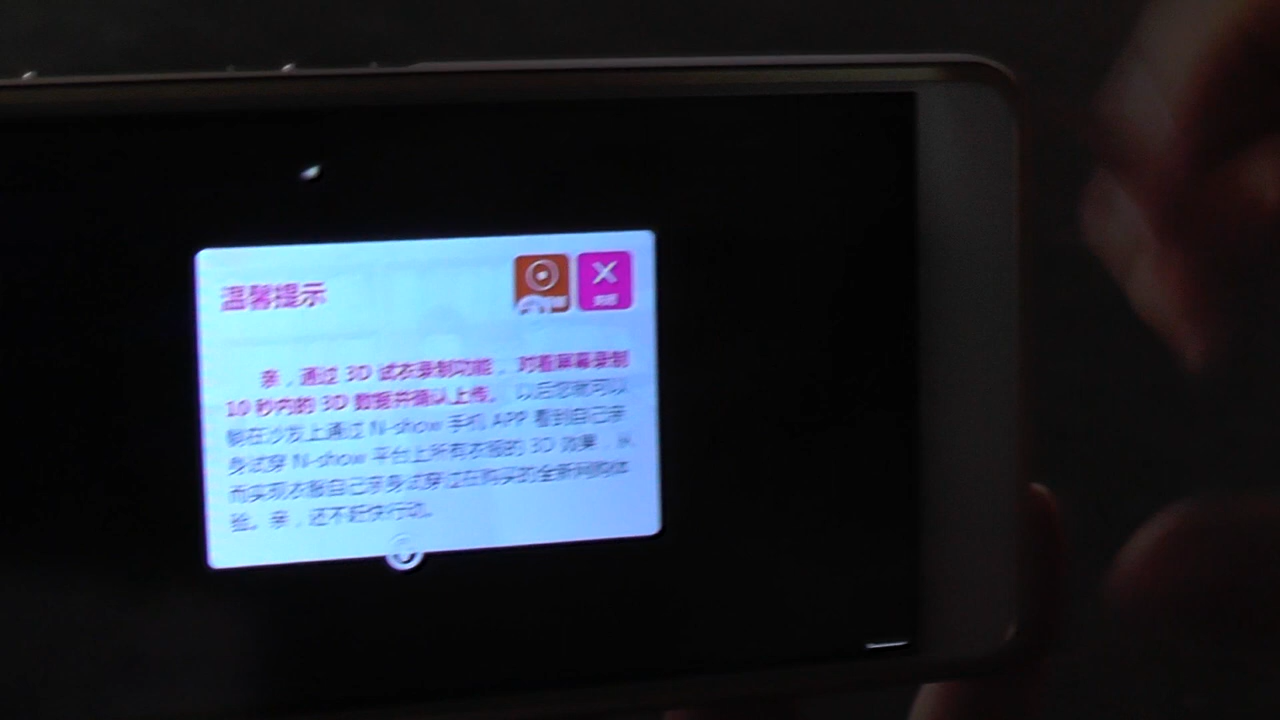 温馨提示
关闭
亲，通过 3D 试衣录制功能，对着屏幕录制
10 秒内的 3D 数据并确认上传。以后您就可以
躺在沙发上通过 N-show 手机 APP 看到自己亲
身试穿 N-show 平台上所有衣服的 3D 效果，从
而实现衣服自己亲身试穿过在购买的全新网购体
验。亲，还不赶快行动。